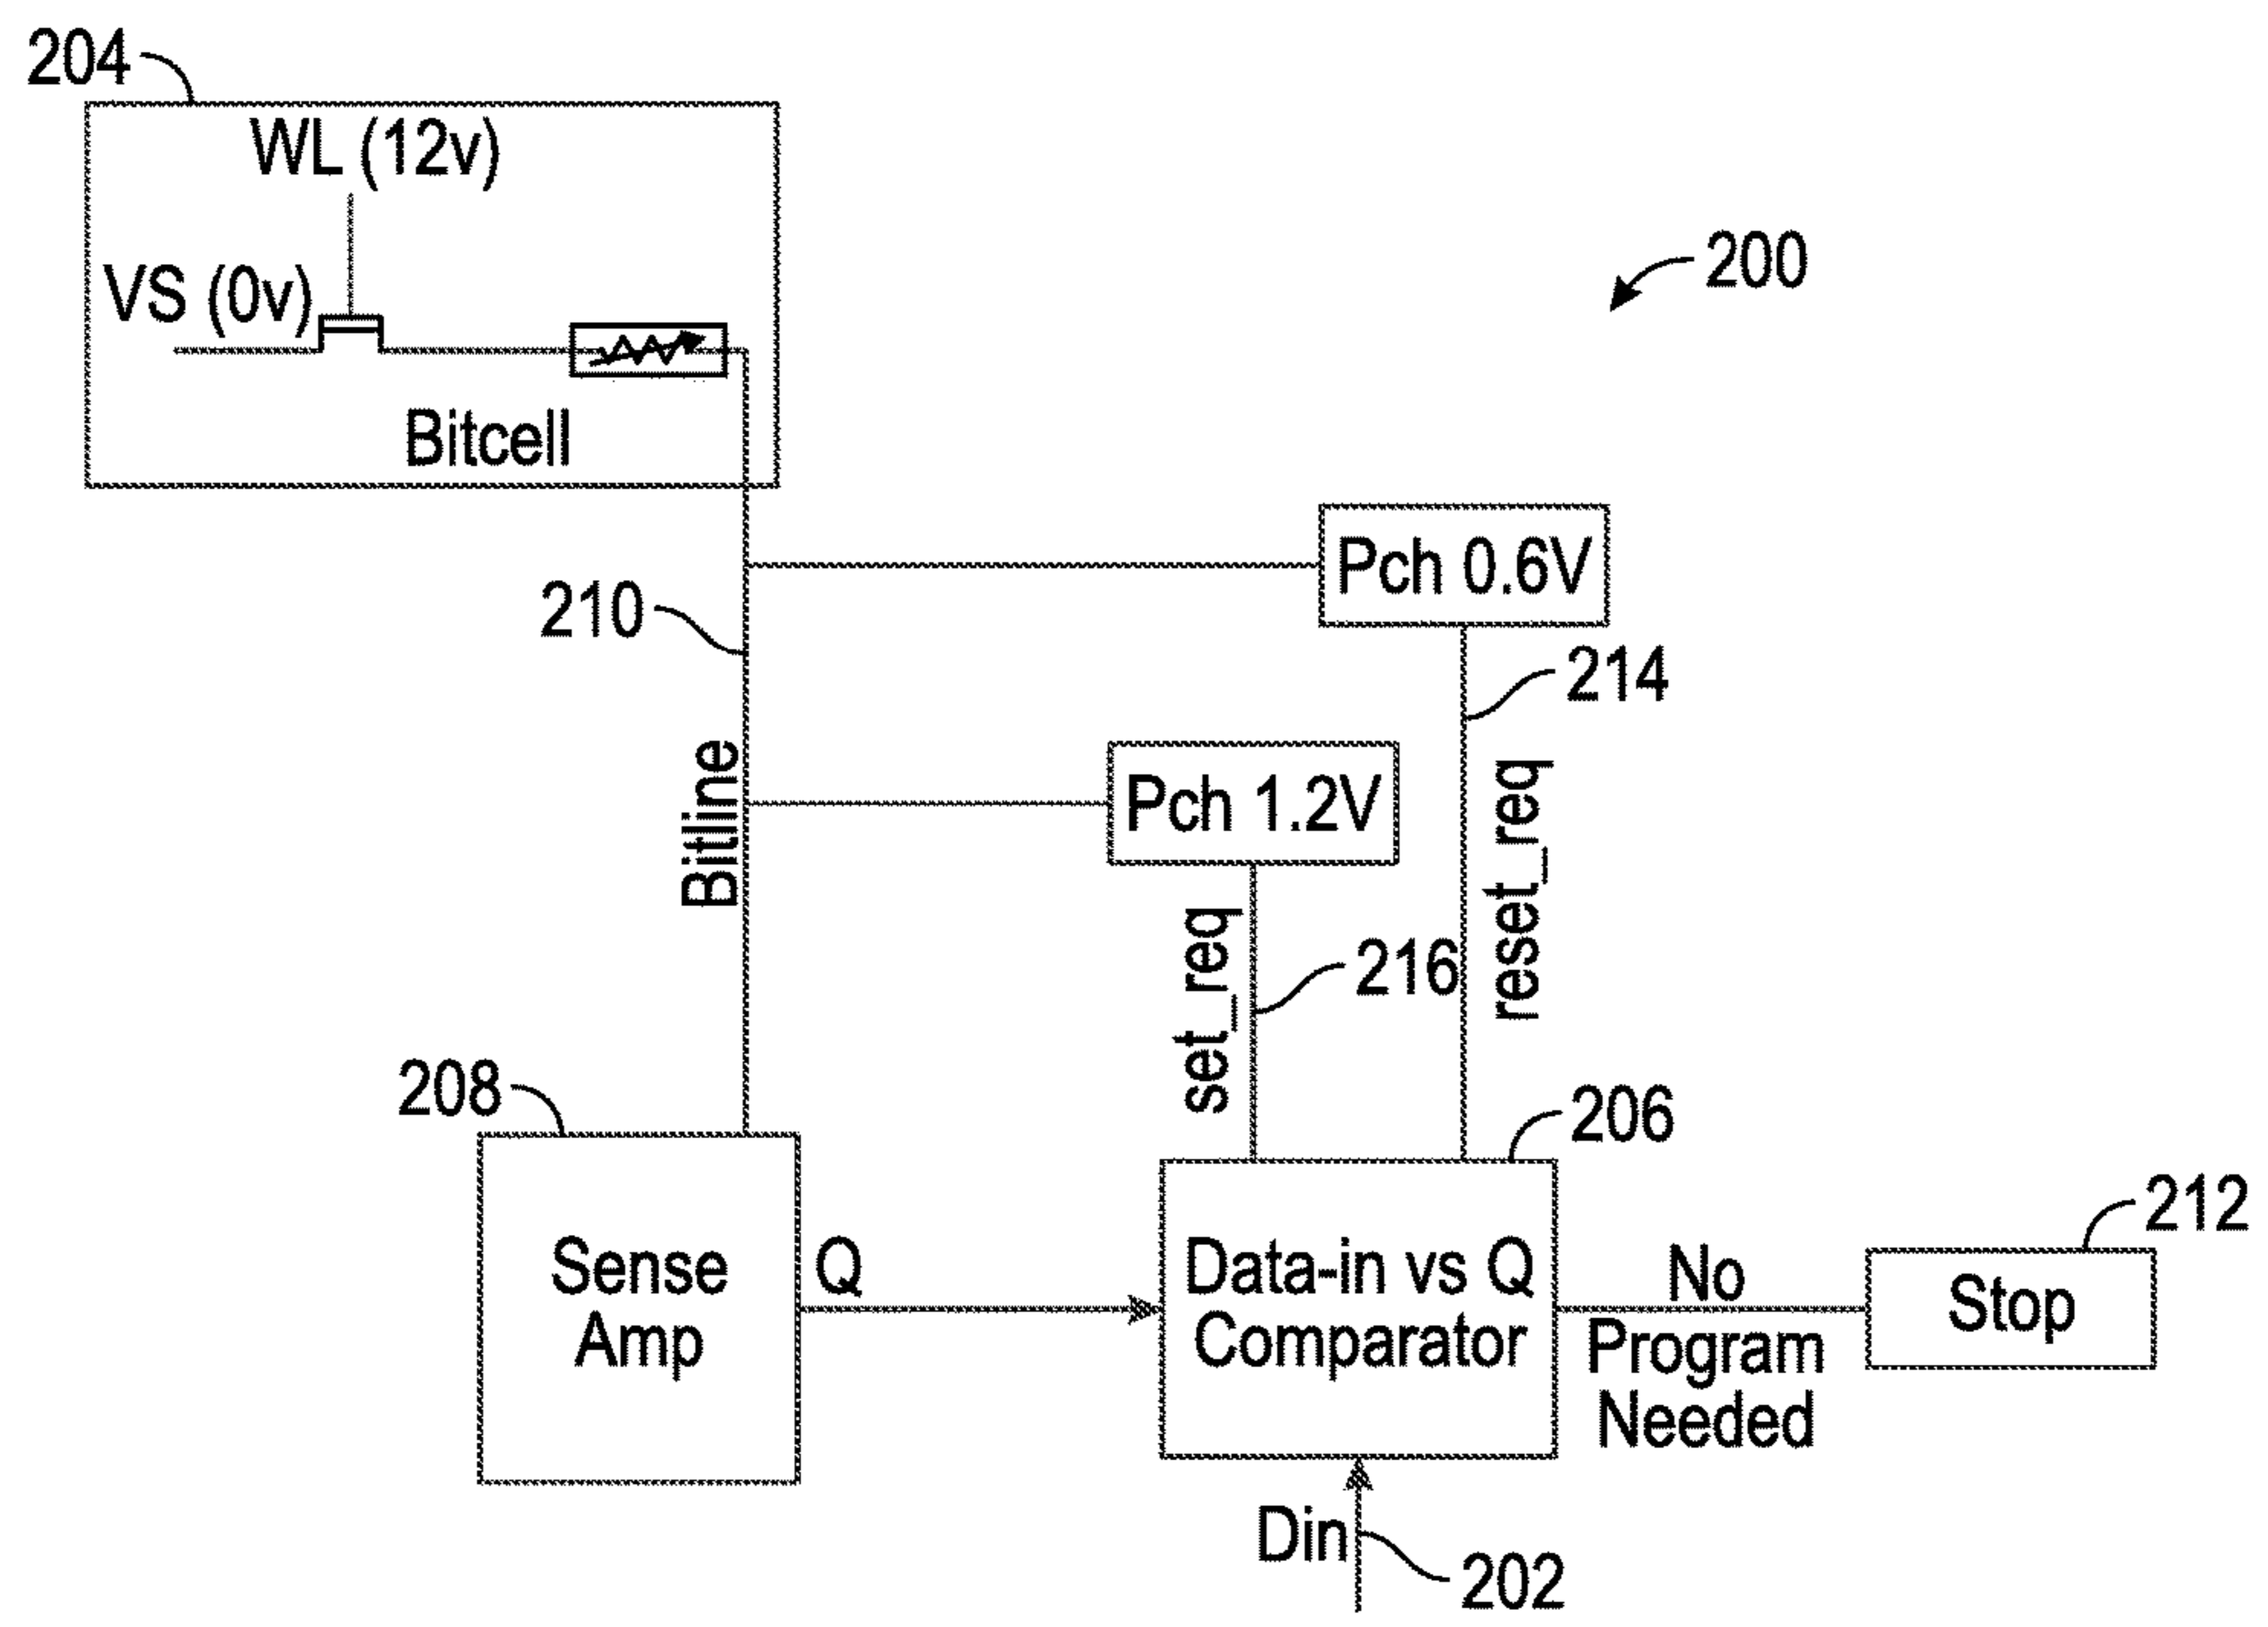 204
WL (12v)
VS (0v)
Bitcell
200
Pch 0.6V
210
214
Bitline
Pch 1.2V
reset_req
set_req
216
208
206
212
Sense
Amp
Q
Data-in vs Q
Comparator
No
Program
Needed
Stop
Din
202